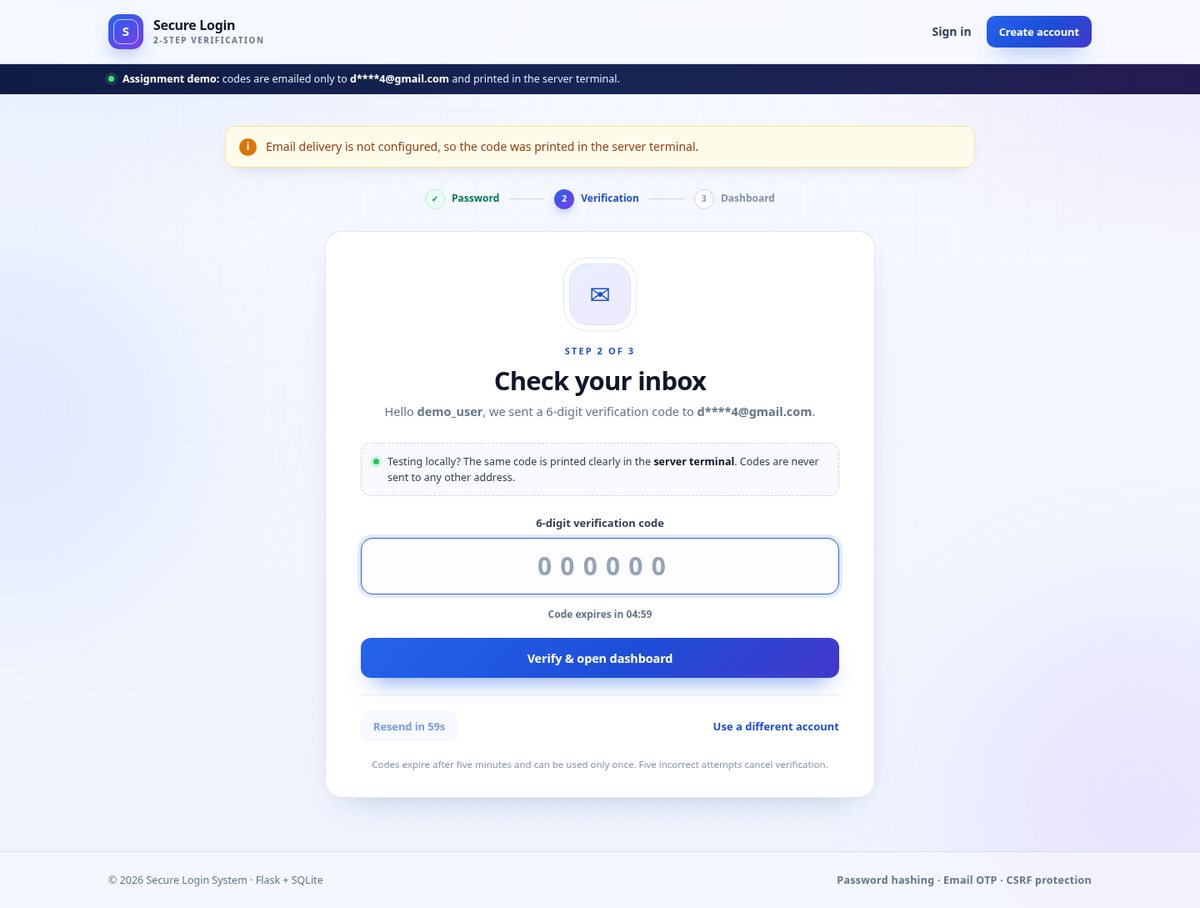 S
Secure Login
2-STEP VERIFICATION
Sign in
Create account
Assignment demo: codes are emailed only to d****4@gmail.com and printed in the server terminal.
i
Email delivery is not configured, so the code was printed in the server terminal.
✓ Password
2 Verification
3 Dashboard
STEP 2 OF 3
Check your inbox
Hello demo_user, we sent a 6-digit verification code to d****4@gmail.com.
Testing locally? The same code is printed clearly in the server terminal. Codes are never
sent to any other address.
6-digit verification code
000000
Code expires in 04:59
Verify & open dashboard
Resend in 59s
Use a different account
Codes expire after five minutes and can be used only once. Five incorrect attempts cancel verification.
© 2026 Secure Login System · Flask + SQLite
Password hashing · Email OTP · CSRF protection